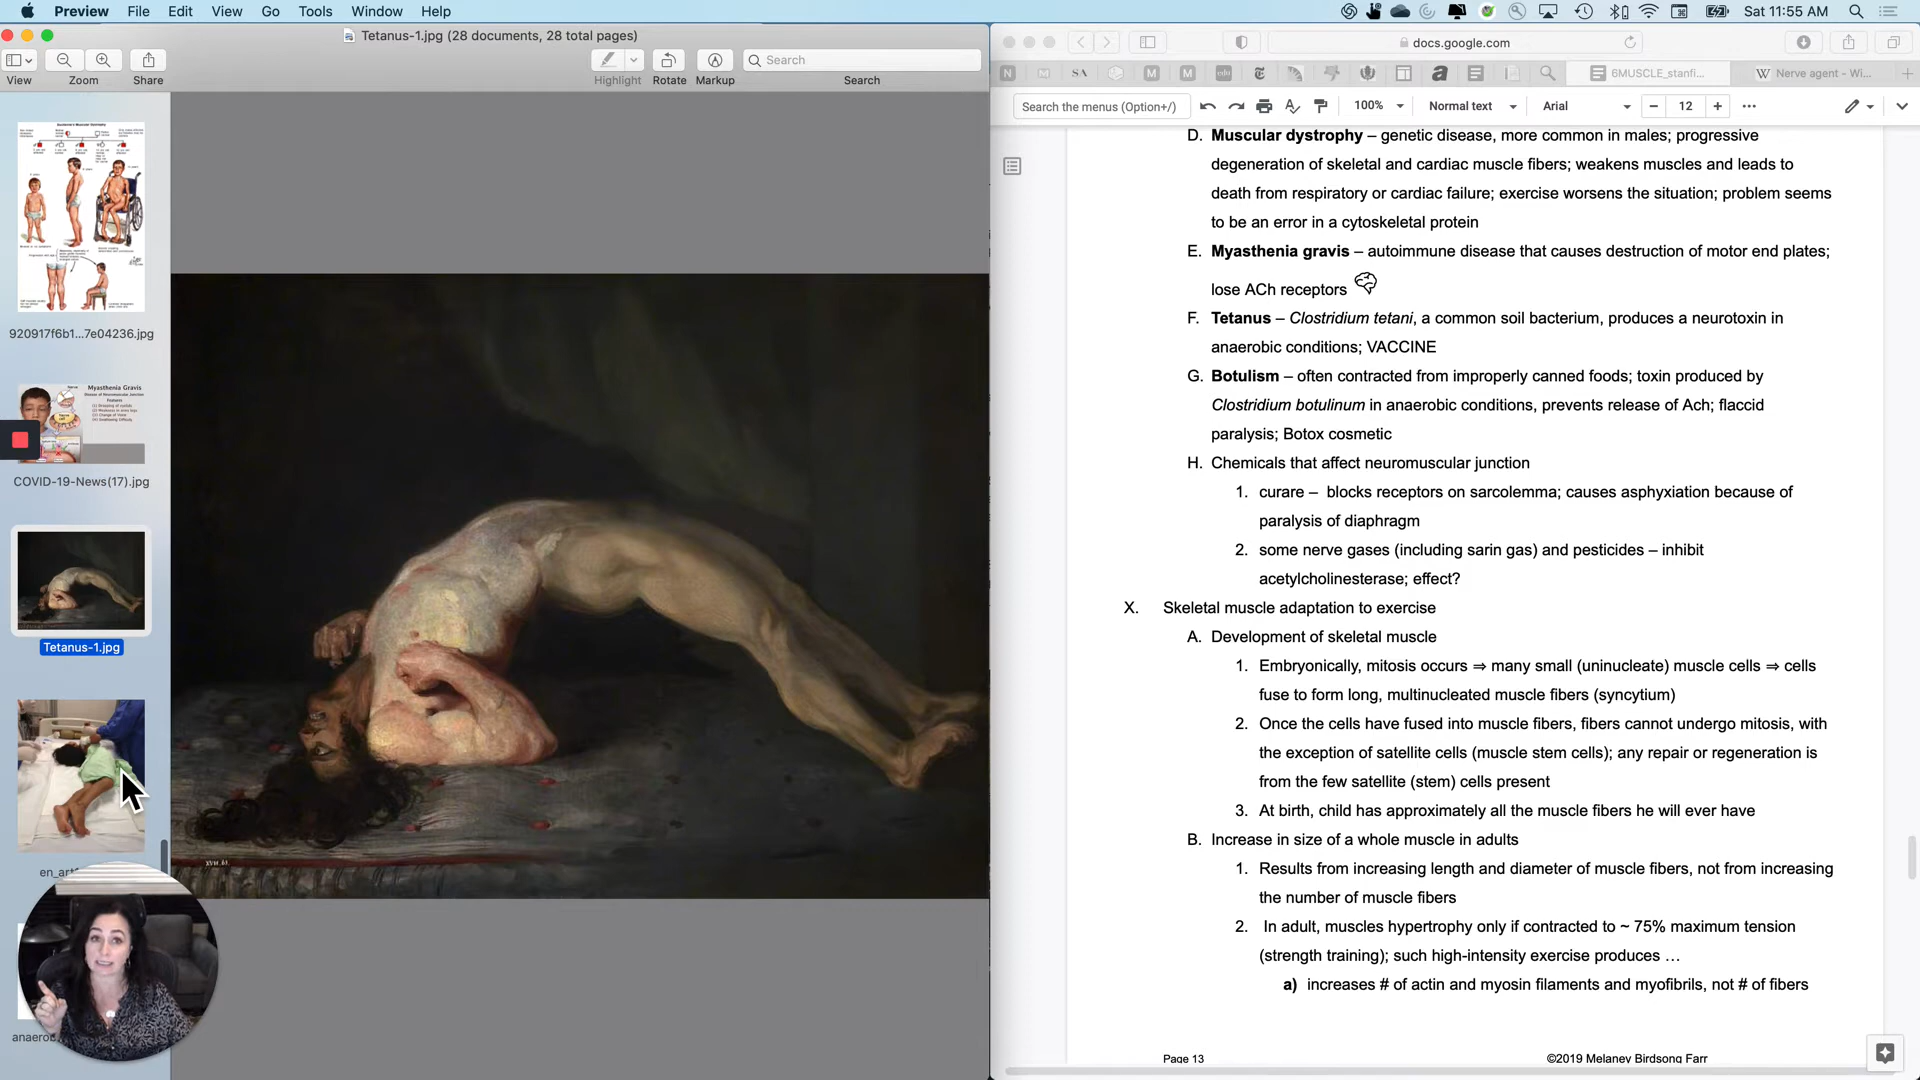 Preview File Edit View Go Tools Window Help
Sat 11:55 AM
Tetanus-1.jpg (28 documents, 28 total pages)
View Zoom Share Highlight Rotate Markup Search
Search
920917f6b1...7e04236.jpg
Myasthenia Gravis
COVID-19-News(17).jpg
Tetanus-1.jpg
docs.google.com
6MUSCLE_stanfi...
Nerve agent - Wi...
Search the menus (Option+/)
100%
Normal text
Arial
12
D. Muscular dystrophy – genetic disease, more common in males; progressive
degeneration of skeletal and cardiac muscle fibers; weakens muscles and leads to
death from respiratory or cardiac failure; exercise worsens the situation; problem seems
to be an error in a cytoskeletal protein
E. Myasthenia gravis – autoimmune disease that causes destruction of motor end plates;
lose ACh receptors
F. Tetanus – Clostridium tetani, a common soil bacterium, produces a neurotoxin in
anaerobic conditions; VACCINE
G. Botulism – often contracted from improperly canned foods; toxin produced by
Clostridium botulinum in anaerobic conditions, prevents release of Ach; flaccid
paralysis; Botox cosmetic
H. Chemicals that affect neuromuscular junction
1. curare – blocks receptors on sarcolemma; causes asphyxiation because of
paralysis of diaphragm
2. some nerve gases (including sarin gas) and pesticides – inhibit
acetylcholinesterase; effect?
X. Skeletal muscle adaptation to exercise
A. Development of skeletal muscle
1. Embryonically, mitosis occurs ⇒ many small (uninucleate) muscle cells ⇒ cells
fuse to form long, multinucleated muscle fibers (syncytium)
2. Once the cells have fused into muscle fibers, fibers cannot undergo mitosis, with
the exception of satellite cells (muscle stem cells); any repair or regeneration is
from the few satellite (stem) cells present
3. At birth, child has approximately all the muscle fibers he will ever have
B. Increase in size of a whole muscle in adults
1. Results from increasing length and diameter of muscle fibers, not from increasing
the number of muscle fibers
2. In adult, muscles hypertrophy only if contracted to ~ 75% maximum tension
(strength training); such high-intensity exercise produces …
a) increases # of actin and myosin filaments and myofibrils, not # of fibers
Page 13
©2019 Melaney Birdsong Farr